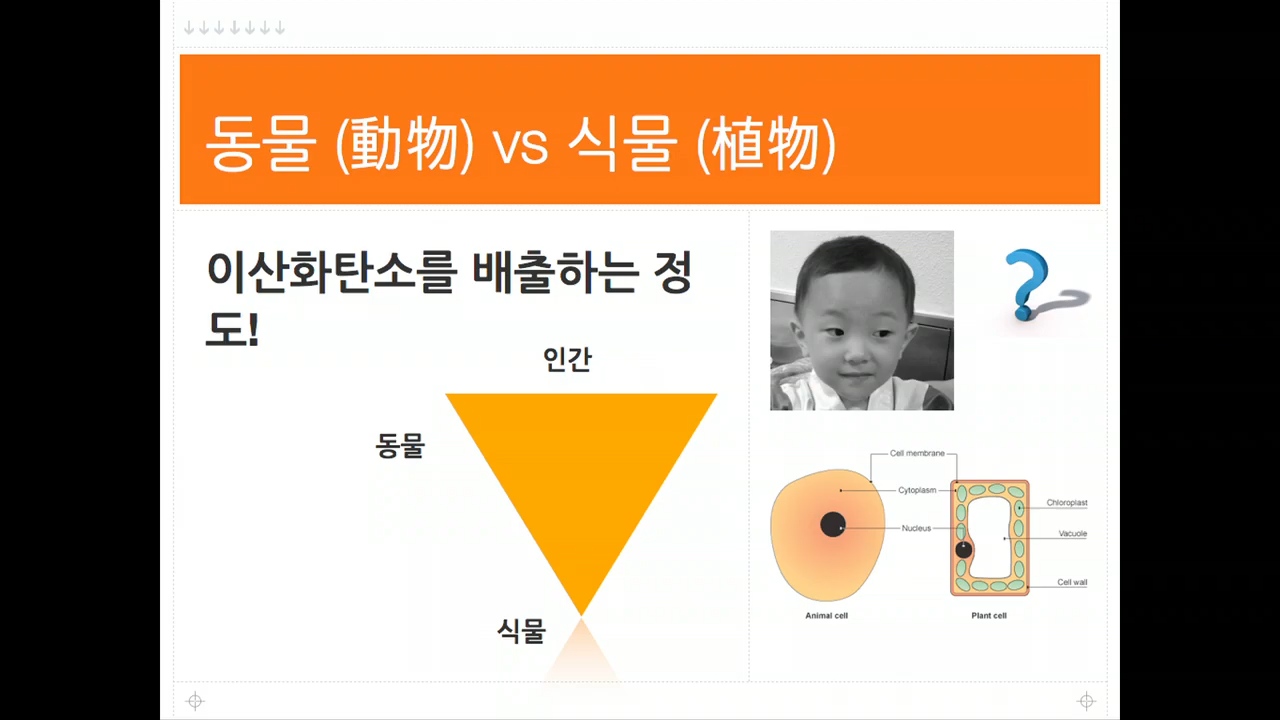 동물 (動物) vs 식물 (植物)
이산화탄소를 배출하는 정
도!
인간
동물
식물
Cell membrane
Cytoplasm
Nucleus
Chloroplast
Vacuole
Cell wall
Animal cell
Plant cell